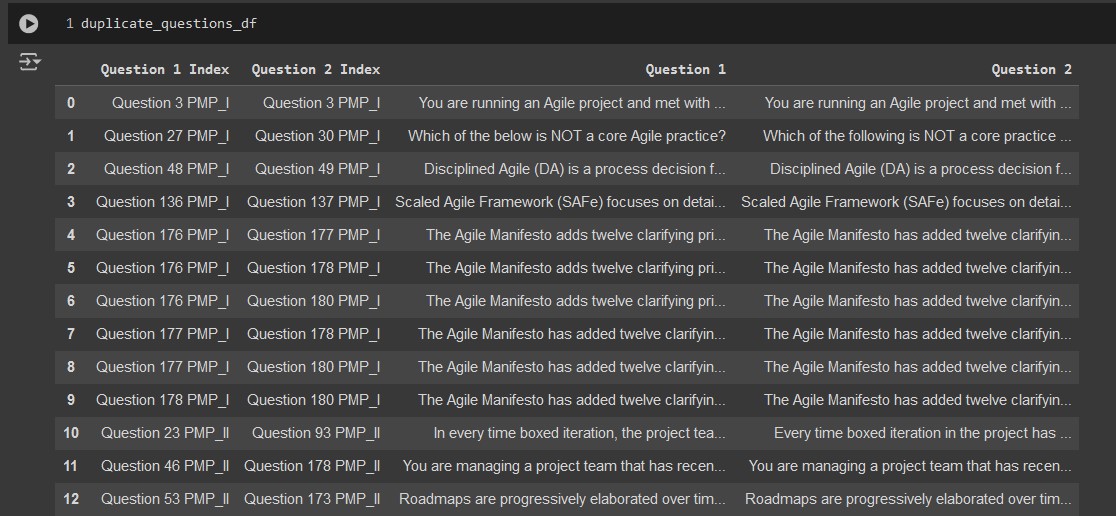 1 duplicate_questions_df
Question 1 Index Question 2 Index Question 1 Question 2
0 Question 3 PMP_I Question 3 PMP_I You are running an Agile project and met with ... You are running an Agile project and met with ...
1 Question 27 PMP_I Question 30 PMP_I Which of the below is NOT a core Agile practice? Which of the following is NOT a core practice ...
2 Question 48 PMP_I Question 49 PMP_I Disciplined Agile (DA) is a process decision f... Disciplined Agile (DA) is a process decision f...
3 Question 136 PMP_I Question 137 PMP_I Scaled Agile Framework (SAFe) focuses on detai... Scaled Agile Framework (SAFe) focuses on detai...
4 Question 176 PMP_I Question 177 PMP_I The Agile Manifesto adds twelve clarifying pri... The Agile Manifesto has added twelve clarifyin...
5 Question 176 PMP_I Question 178 PMP_I The Agile Manifesto adds twelve clarifying pri... The Agile Manifesto has added twelve clarifyin...
6 Question 176 PMP_I Question 180 PMP_I The Agile Manifesto adds twelve clarifying pri... The Agile Manifesto has added twelve clarifyin...
7 Question 177 PMP_I Question 178 PMP_I The Agile Manifesto has added twelve clarifyin... The Agile Manifesto has added twelve clarifyin...
8 Question 177 PMP_I Question 180 PMP_I The Agile Manifesto has added twelve clarifyin... The Agile Manifesto has added twelve clarifyin...
9 Question 178 PMP_I Question 180 PMP_I The Agile Manifesto has added twelve clarifyin... The Agile Manifesto has added twelve clarifyin...
10 Question 23 PMP_II Question 93 PMP_II In every time boxed iteration, the project tea... Every time boxed iteration in the project has ...
11 Question 46 PMP_II Question 178 PMP_II You are managing a project team that has recen... You are managing a project team that has recen...
12 Question 53 PMP_II Question 173 PMP_II Roadmaps are progressively elaborated over tim... Roadmaps are progressively elaborated over tim...